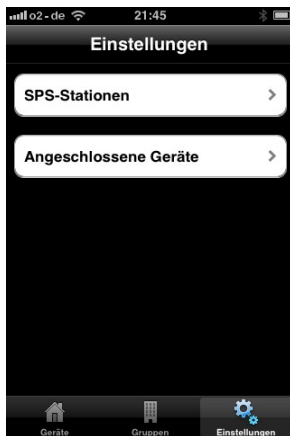 o2-de 21:45
Einstellungen
SPS-Stationen
Angeschlossene Geräte
Geräte Gruppen Einstellungen